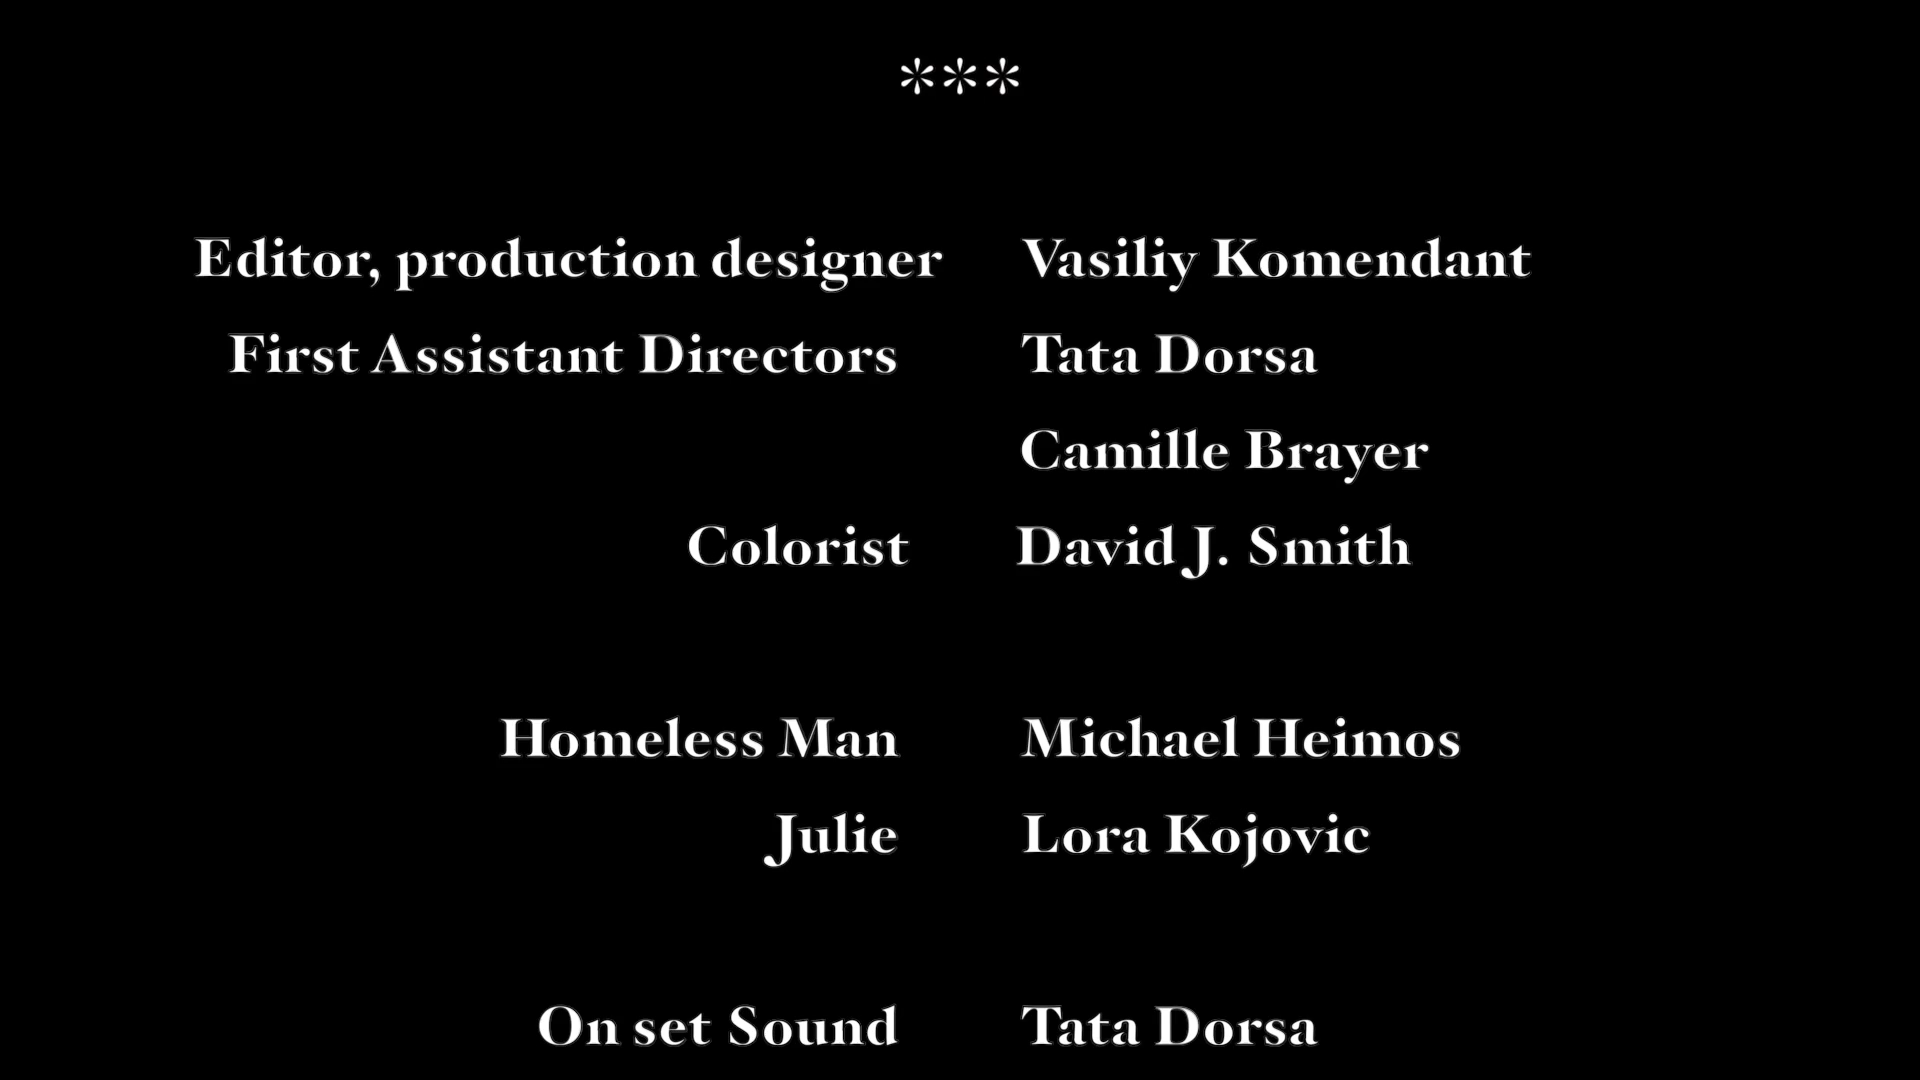 ***
Editor, production designer Vasiliy Komendant
First Assistant Directors Tata Dorsa
Camille Brayer
Colorist David J. Smith
Homeless Man Michael Heimos
Julie Lora Kojovic
On set Sound Tata Dorsa